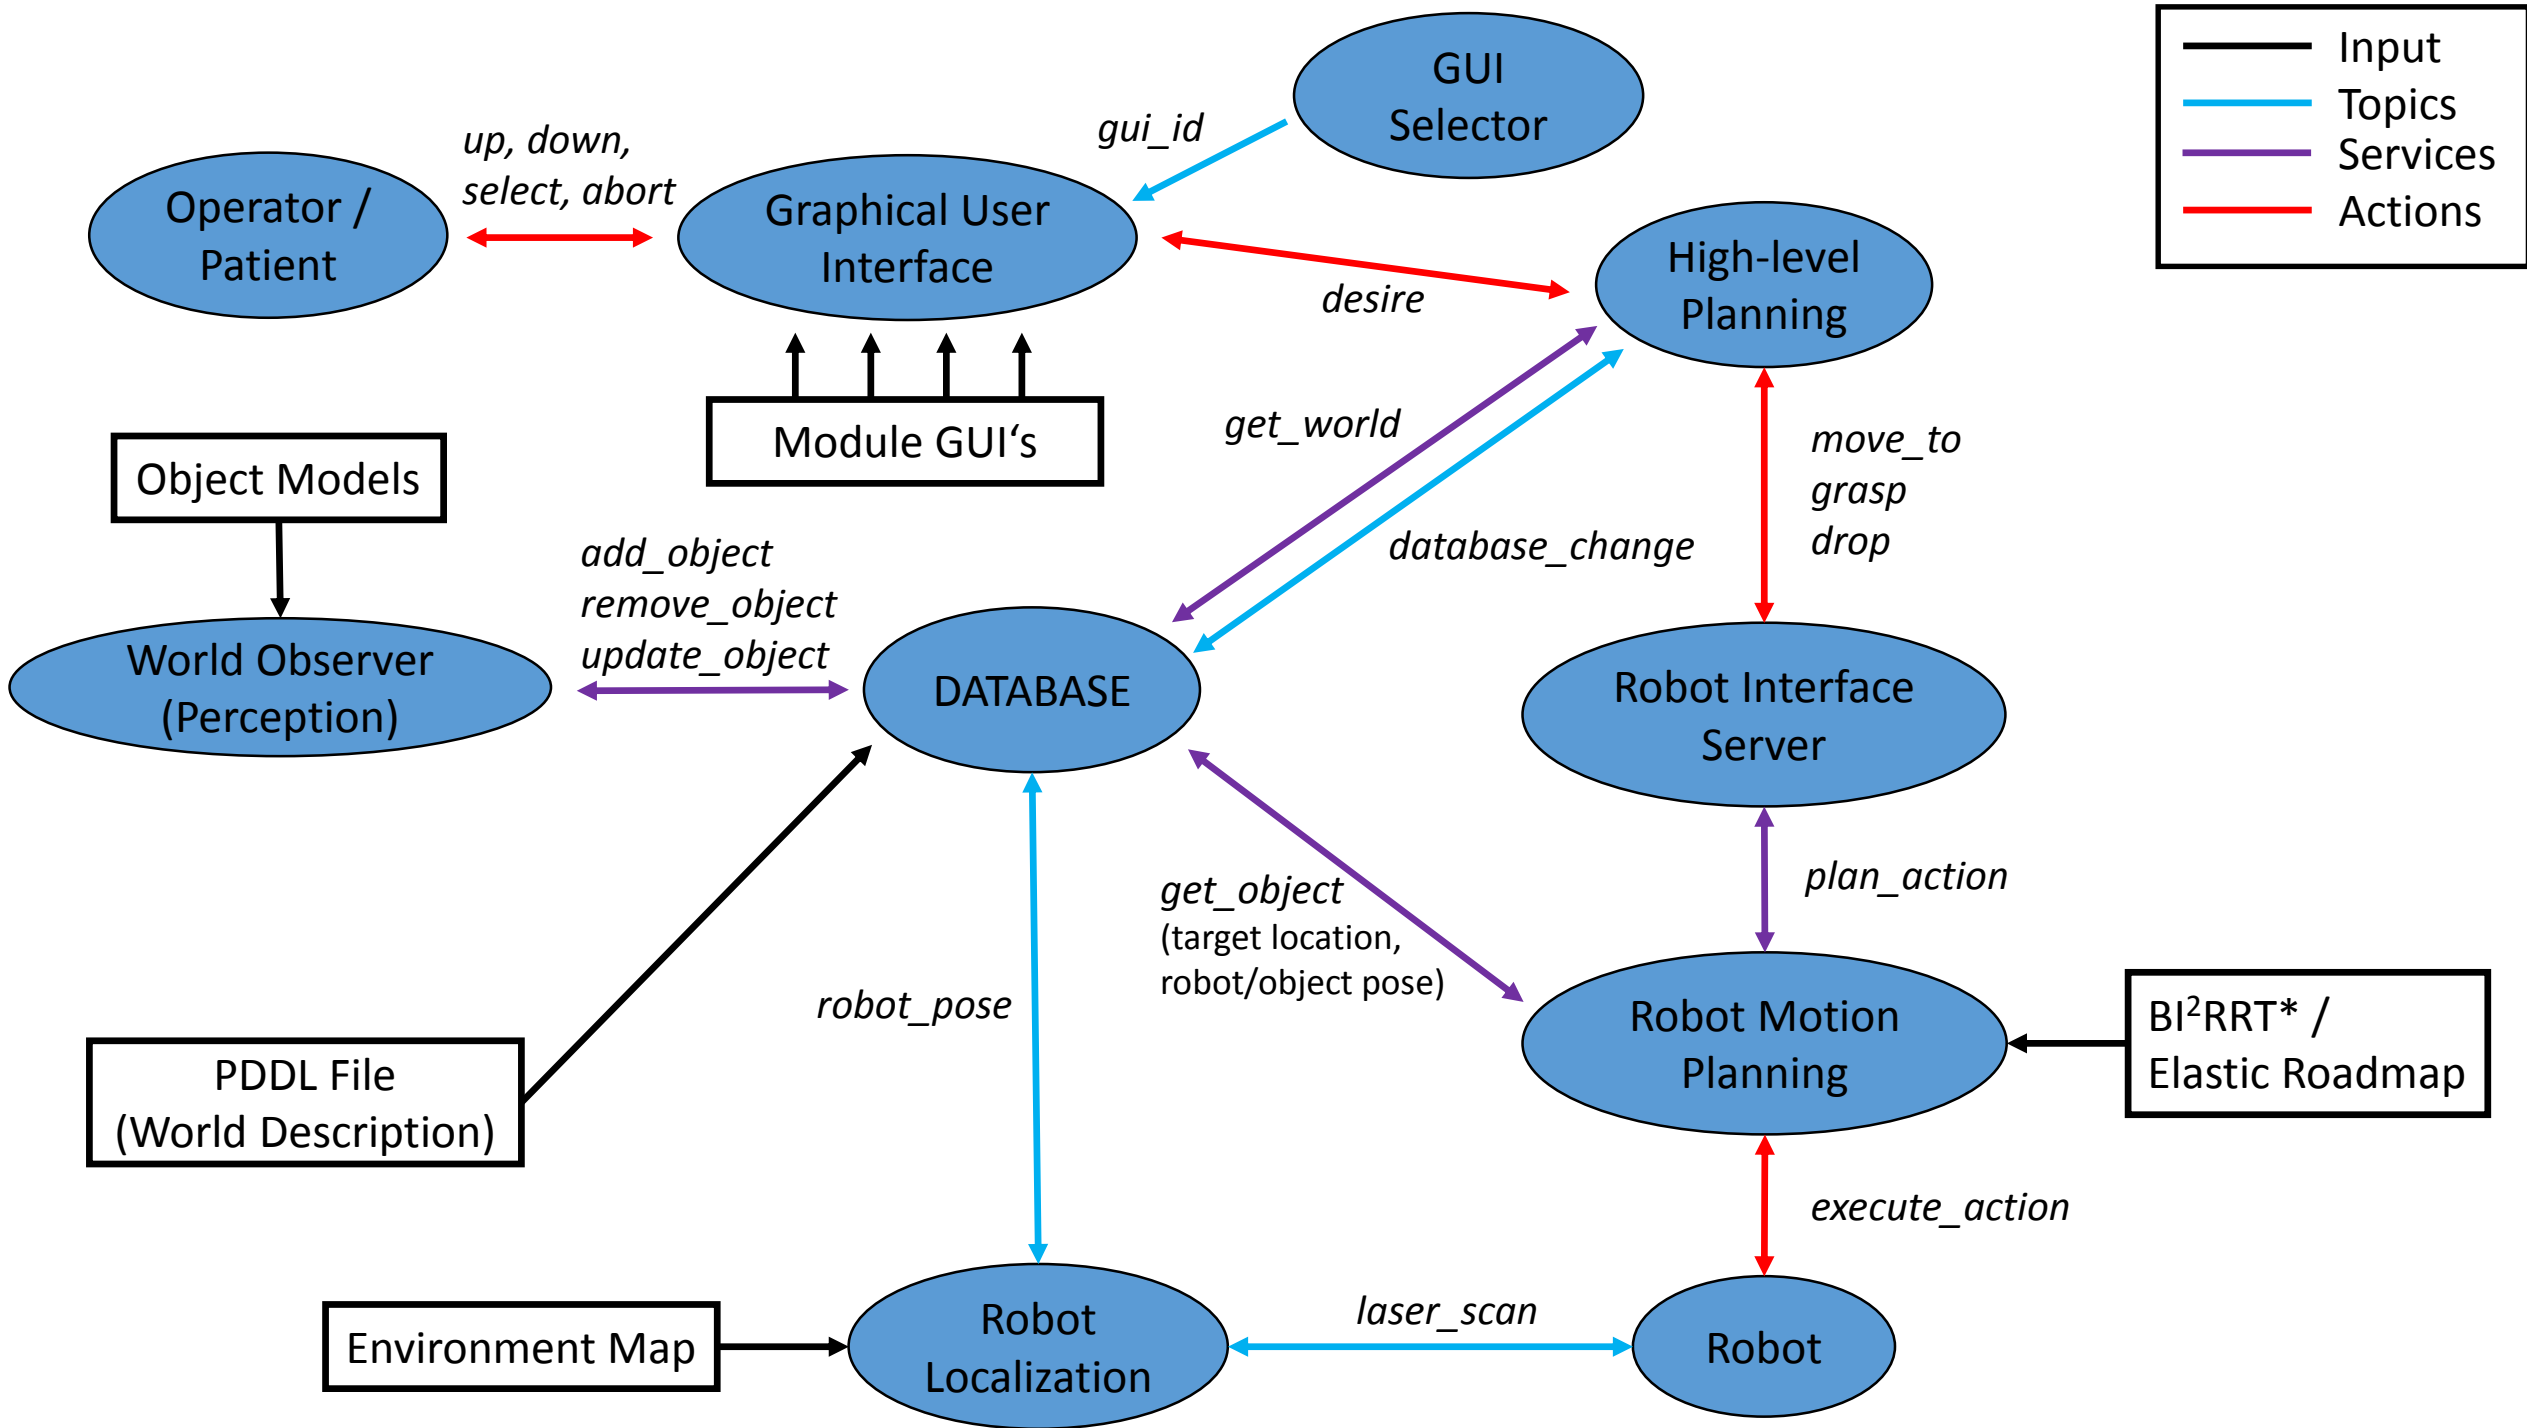 GUI
Selector
Input
Topics
Services
Actions
gui_id
up, down,
select, abort
Operator /
Patient
Graphical User
Interface
High-level
Planning
desire
Module GUI‘s
get_world
move_to
grasp
drop
Object Models
database_change
add_object
remove_object
update_object
World Observer
(Perception)
DATABASE
Robot Interface
Server
plan_action
get_object
(target location,
robot/object pose)
robot_pose
Robot Motion
Planning
BI²RRT* /
Elastic Roadmap
PDDL File
(World Description)
execute_action
laser_scan
Environment Map
Robot
Localization
Robot